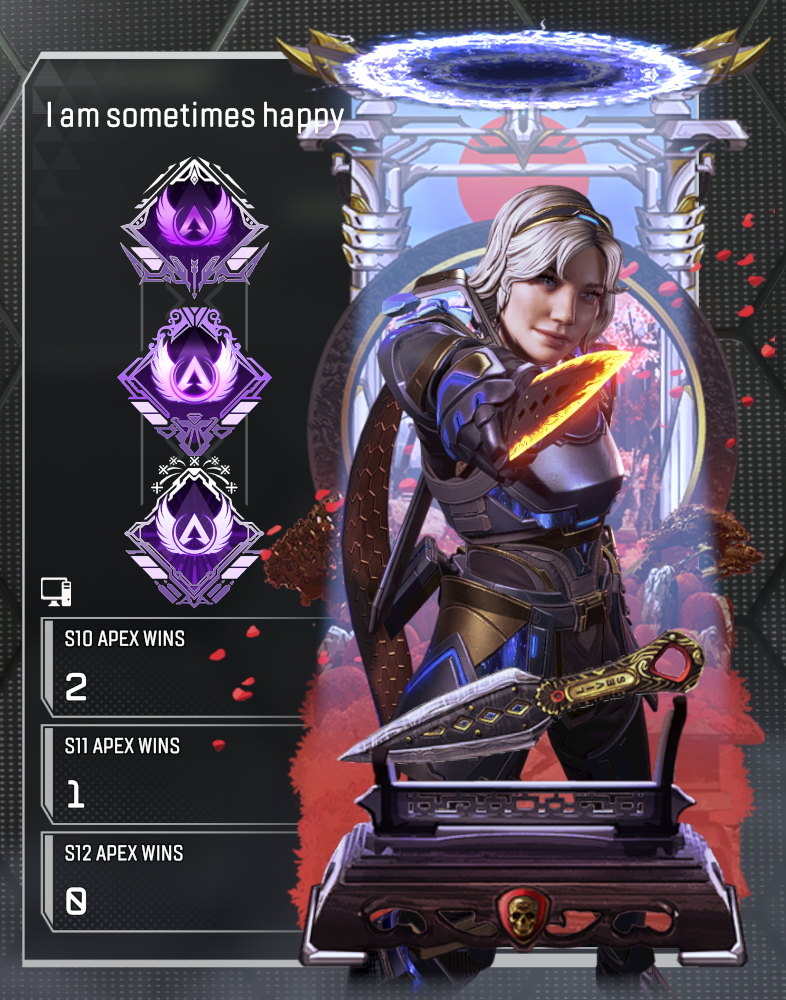 I am sometimes happy
S10 APEX WINS
2
S11 APEX WINS
1
S12 APEX WINS
0